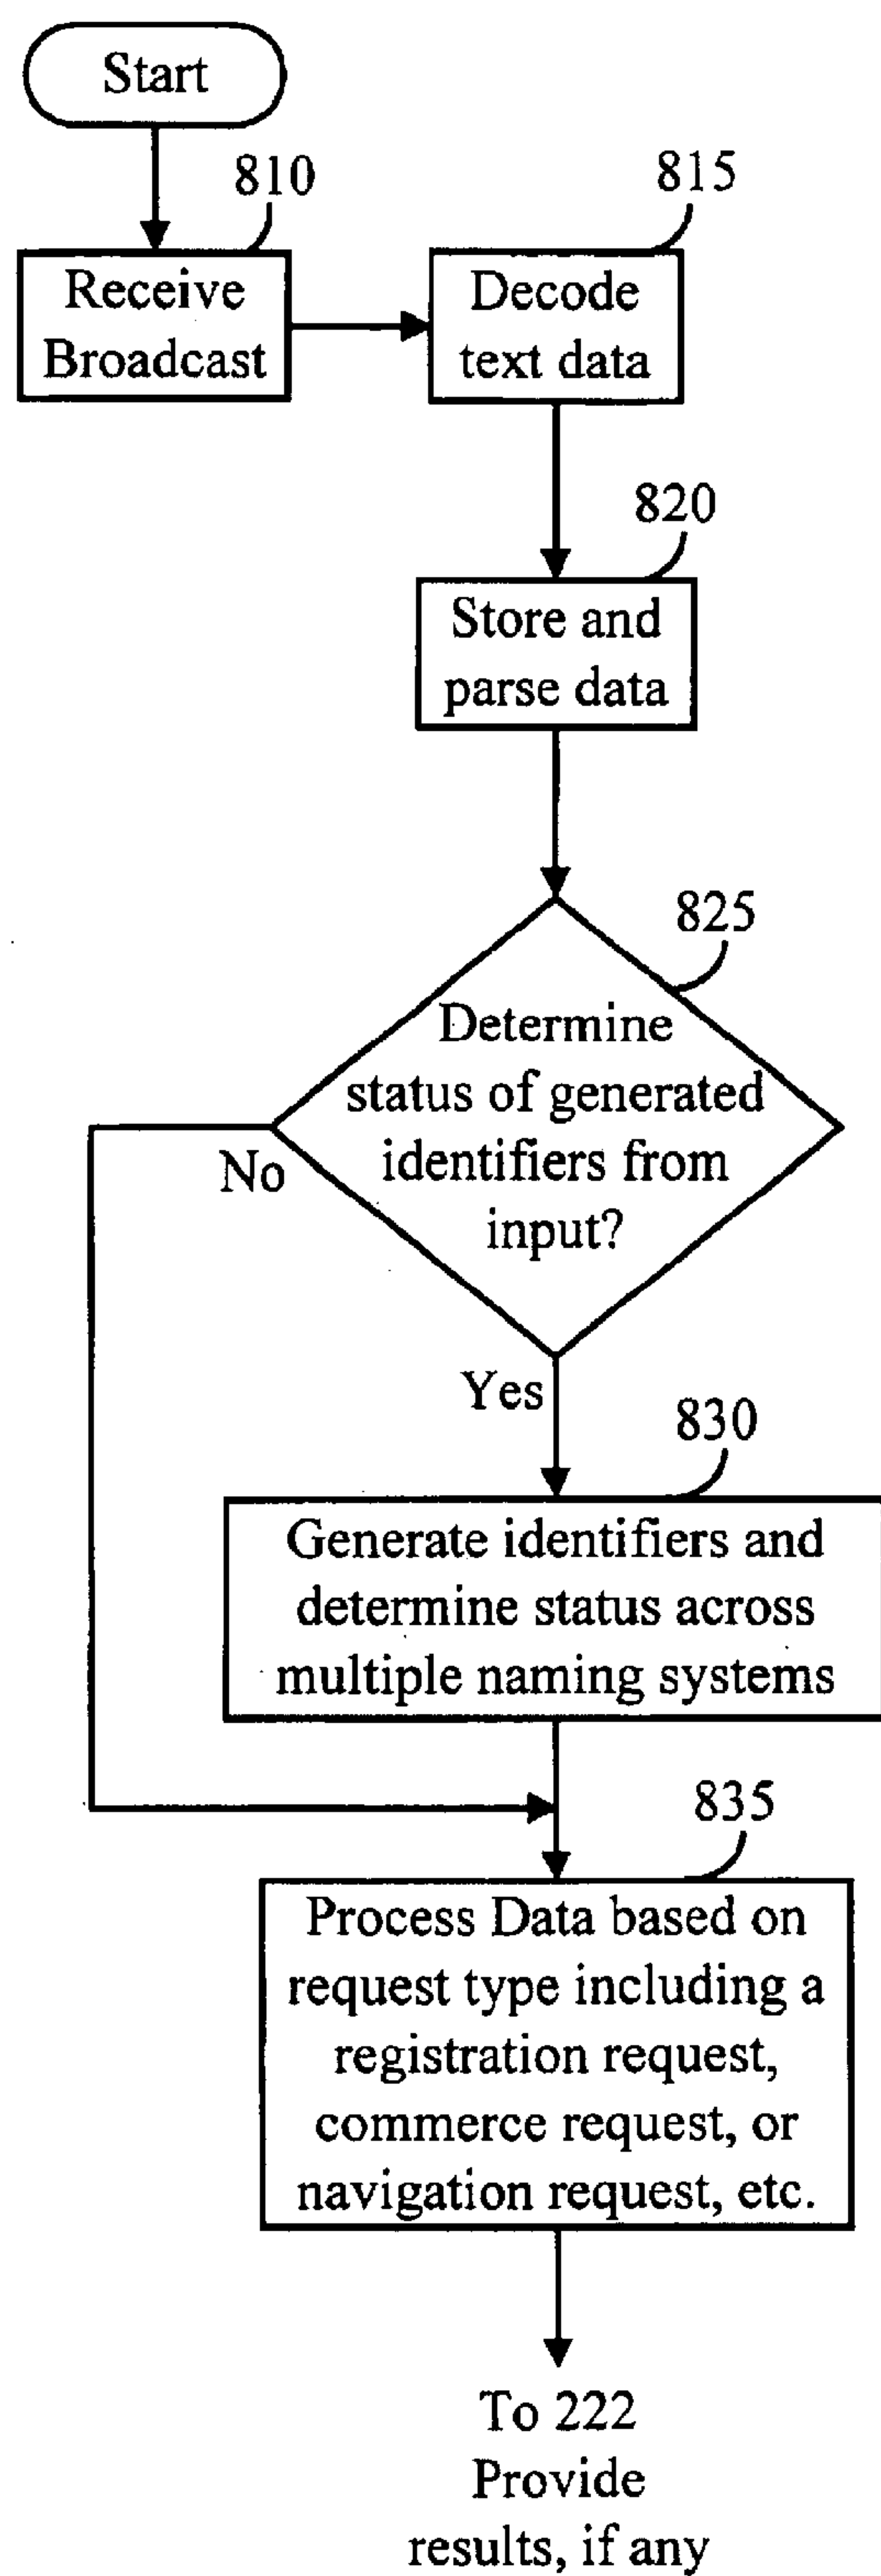 Start
810
Receive
Broadcast
815
Decode
text data
820
Store and
parse data
825
Determine
status of generated
identifiers from
input?
No
Yes
830
Generate identifiers and
determine status across
multiple naming systems
835
Process Data based on
request type including a
registration request,
commerce request, or
navigation request, etc.
To 222
Provide
results, if any